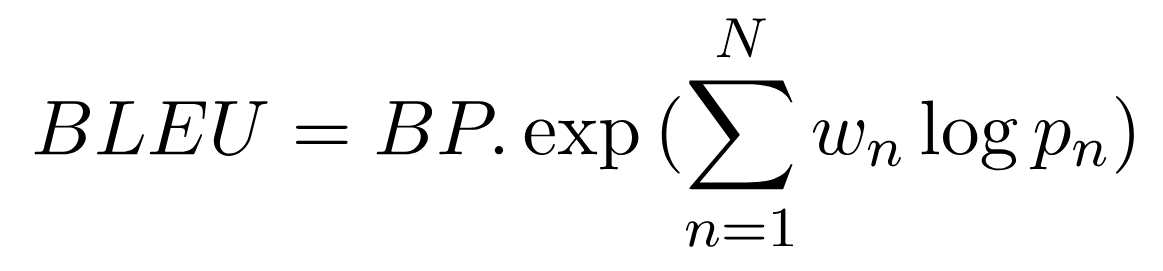 BLEU = BP. exp (∑_{n=1}^{N} w_n log p_n)